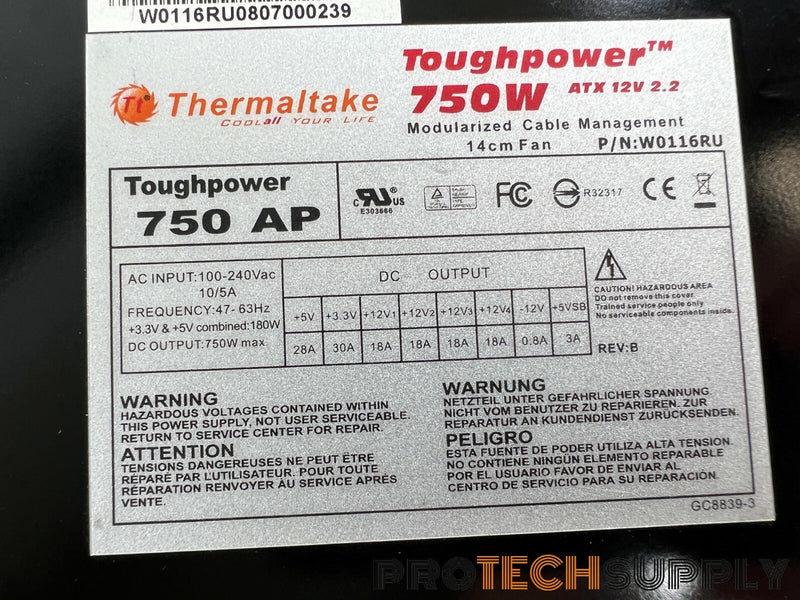 W0116RU0807000239
Toughpower™
Thermaltake
COOLall YOUR LIFE
750W ATX 12V 2.2
Modularized Cable Management
14cm Fan P/N:W0116RU
Toughpower
750 AP
c RU® US
E303666
FC
R32317
CE
AC INPUT:100-240Vac
10/5A
FREQUENCY:47- 63Hz
+3.3V & +5V combined:180W
DC OUTPUT:750W max.
DC OUTPUT
+5V +3.3V +12V1 +12V2 +12V3 +12V4 -12V +5VSB
28A 30A 18A 18A 18A 18A 0.8A 3A
CAUTION! HAZARDOUS AREA
DO not remove this cover.
Trained service people only
No serviceable components inside.
REV:B
WARNING
HAZARDOUS VOLTAGES CONTAINED WITHIN
THIS POWER SUPPLY, NOT USER SERVICEABLE.
RETURN TO SERVICE CENTER FOR REPAIR.
ATTENTION
TENSIONS DANGEREUSES NE PEUT ÊTRE
RÉPARÉ PAR L'UTILISATEUR. POUR TOUTES
RÉPARATION RENVOYER AU SERVICE APRÈS
VENTE.
WARNUNG
NETZTEIL UNTER GEFÄHRLICHER SPANNUNG. ZUR
NICHT VOM BENUTZER ZU REPARIEREN. ZUR
REPARATUR AN KUNDENDIENST ZURÜCKSENDEN.
PELIGRO
ESTA FUENTE DE PODER UTILIZA ALTA TENSION.
NO CONTIENE NINGÚN ELEMENTO REPARABLE
POR EL USUARIO FAVOR DE ENVIAR AL
CENTRO DE SERVICIO PARA SU REPARACIÓN.
GC8839-3
PROTECHSUPPLY